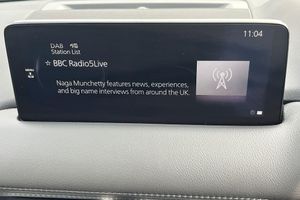 DAB
11:04
Station List
☆ BBC Radio5Live
Naga Munchetty features news, experiences,
and big name interviews from around the UK.